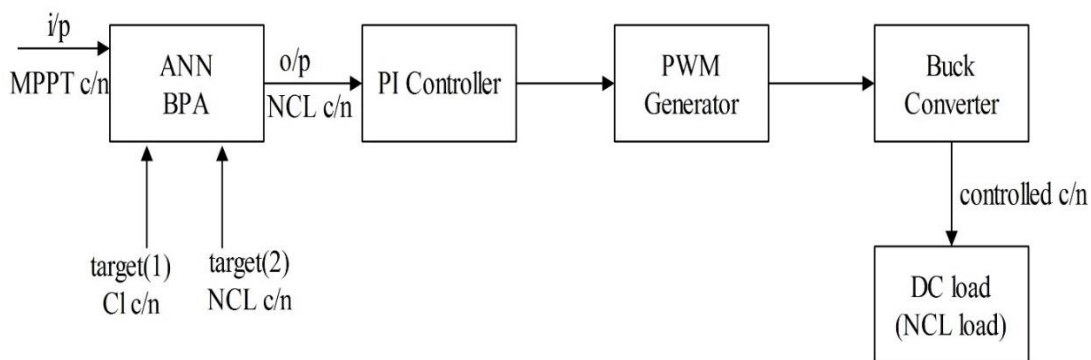 i/p
MPPT c/n
ANN
BPA
o/p
NCL c/n
PI Controller
PWM
Generator
Buck
Converter
controlled c/n
target(1)
Cl c/n
target(2)
NCL c/n
DC load
(NCL load)